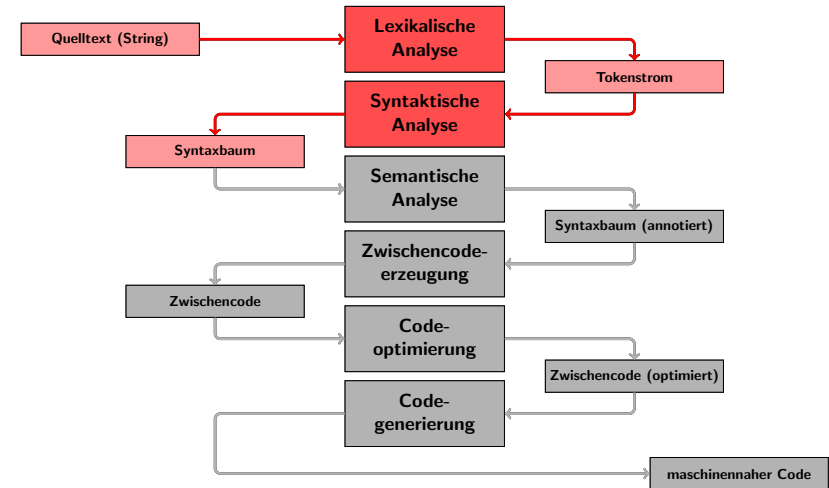 Quelltext (String)
Lexikalische
Analyse
Tokenstrom
Syntaktische
Analyse
Syntaxbaum
Semantische
Analyse
Syntaxbaum (annotiert)
Zwischencode-
erzeugung
Zwischencode
Code-
optimierung
Zwischencode (optimiert)
Code-
generierung
maschinennaher Code